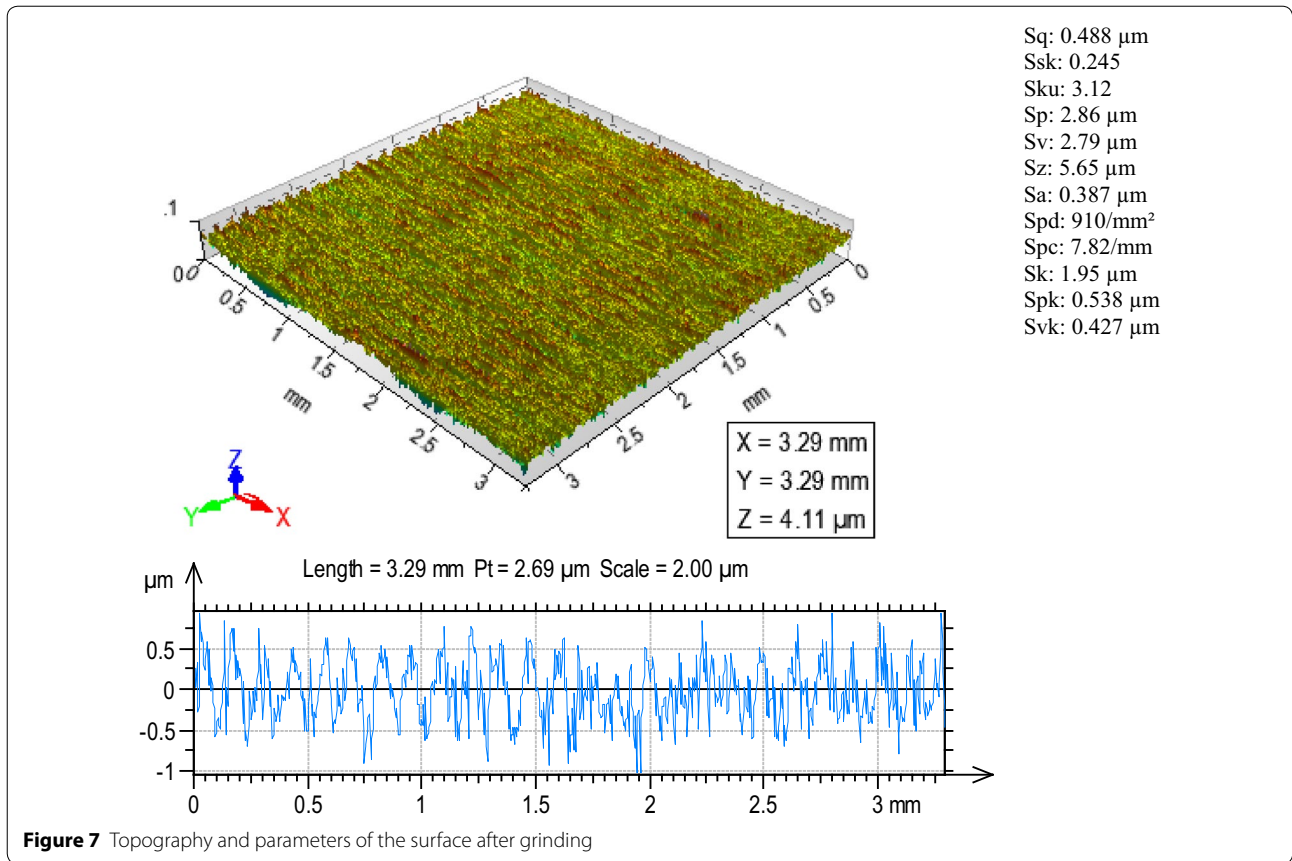 Sq: 0.488 µm
Ssk: 0.245
Sku: 3.12
Sp: 2.86 µm
Sv: 2.79 µm
Sz: 5.65 µm
Sa: 0.387 µm
Spd: 910/mm²
Spc: 7.82/mm
Sk: 1.95 µm
Spk: 0.538 µm
Svk: 0.427 µm
.1
0
0
0.5
1
1.5
2
2.5
3
mm
0
0.5
1
1.5
2
2.5
3
mm
X = 3.29 mm
Y = 3.29 mm
Z = 4.11 µm
Z
Y
X
Length = 3.29 mm Pt = 2.69 µm Scale = 2.00 µm
µm
0.5
0
-0.5
-1
0 0.5 1 1.5 2 2.5 3 mm
Figure 7 Topography and parameters of the surface after grinding